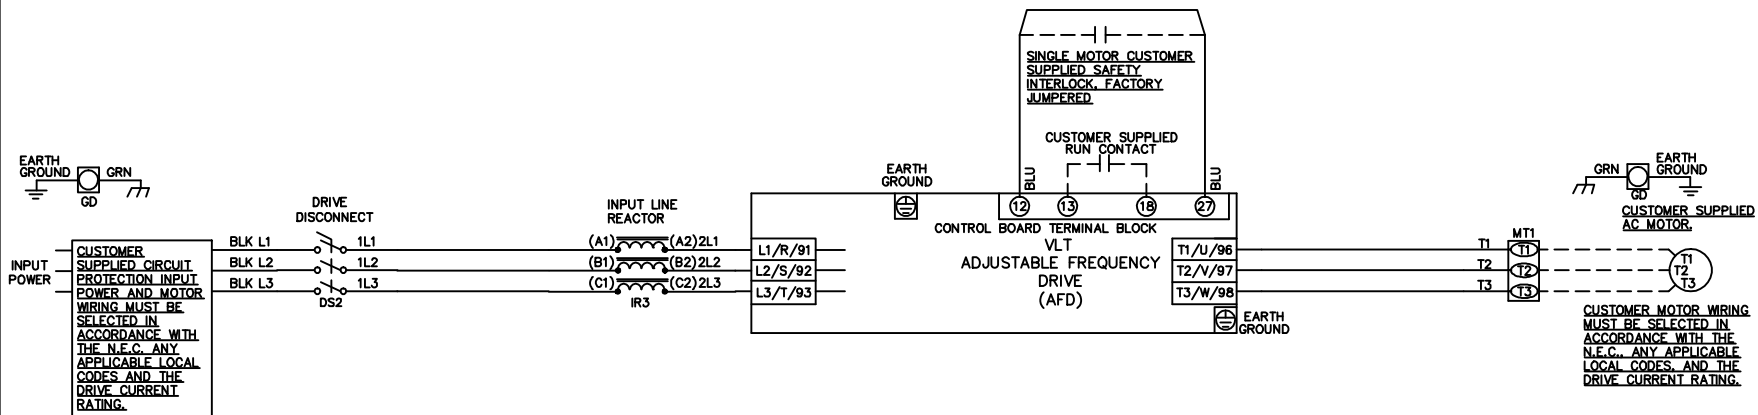 SINGLE MOTOR CUSTOMER
SUPPLIED SAFETY
INTERLOCK, FACTORY
JUMPERED
CUSTOMER SUPPLIED
RUN CONTACT
BLU
BLU
EARTH
GROUND
GRN
GD
EARTH
GROUND
12
13
18
27
CONTROL BOARD TERMINAL BLOCK
GRN
EARTH
GROUND
GD
CUSTOMER SUPPLIED
AC MOTOR.
DRIVE
DISCONNECT
INPUT LINE
REACTOR
INPUT
POWER
CUSTOMER
SUPPLIED CIRCUIT
PROTECTION INPUT
POWER AND MOTOR
WIRING MUST BE
SELECTED IN
ACCORDANCE WITH
THE N.E.C. ANY
APPLICABLE LOCAL
CODES AND THE
DRIVE CURRENT
RATING.
BLK L1
BLK L2
BLK L3
1L1
1L2
1L3
DS2
(A1) (A2) 2L1
(B1) (B2) 2L2
(C1) (C2) 2L3
IR3
L1/R/91
L2/S/92
L3/T/93
VLT
ADJUSTABLE FREQUENCY
DRIVE
(AFD)
T1/U/96
T2/V/97
T3/W/98
EARTH
GROUND
T1
T2
T3
MT1
T1
T2
T3
T1
T2
T3
CUSTOMER MOTOR WIRING
MUST BE SELECTED IN
ACCORDANCE WITH THE
N.E.C., ANY APPLICABLE
LOCAL CODES, AND THE
DRIVE CURRENT RATING.